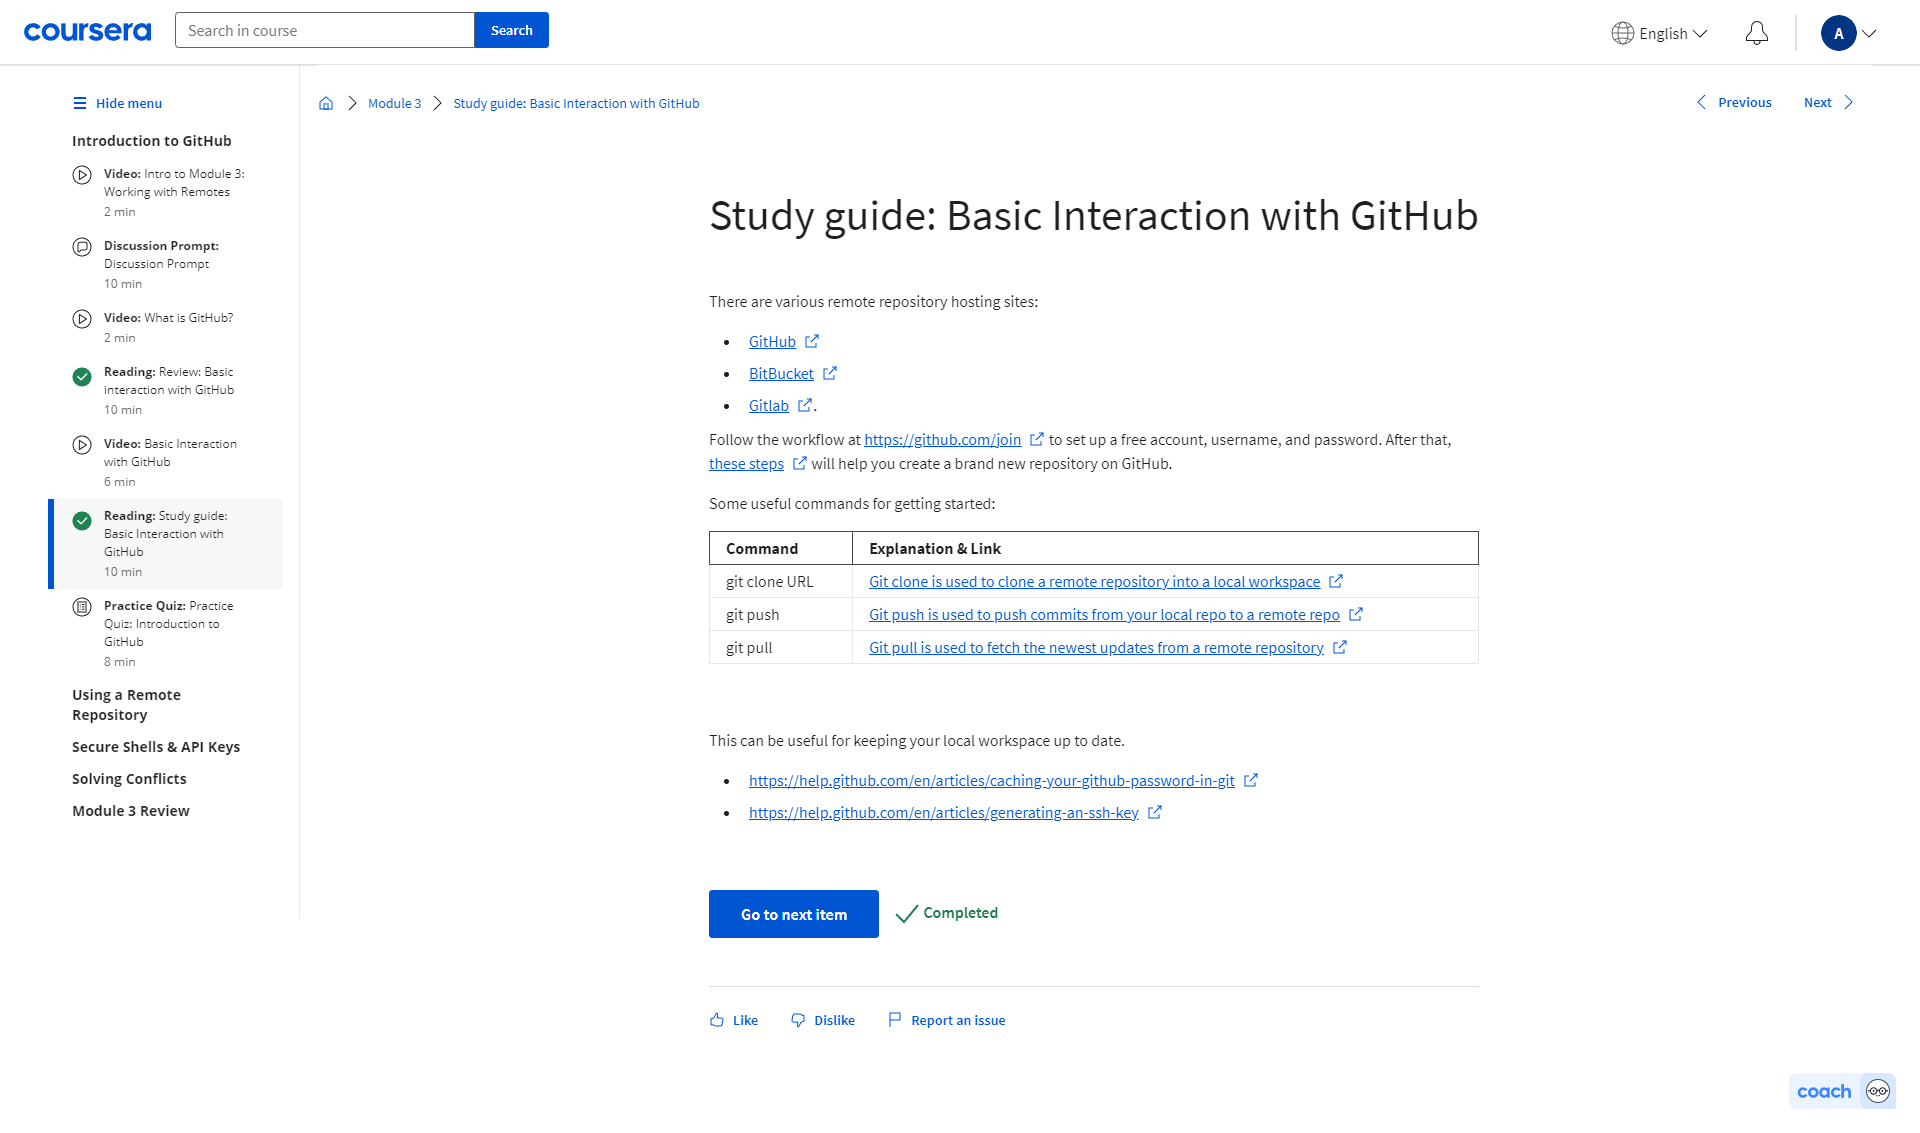 coursera
Search in course
Search
English
A
Hide menu
Introduction to GitHub
Video: Intro to Module 3:
Working with Remotes
2 min
Discussion Prompt:
Discussion Prompt
10 min
Video: What is GitHub?
2 min
Reading: Review: Basic
interaction with GitHub
10 min
Video: Basic Interaction
with GitHub
6 min
Reading: Study guide:
Basic Interaction with
GitHub
10 min
Practice Quiz: Practice
Quiz: Introduction to
GitHub
8 min
Using a Remote
Repository
Secure Shells & API Keys
Solving Conflicts
Module 3 Review
Module 3
Study guide: Basic Interaction with GitHub
Previous
Next
Study guide: Basic Interaction with GitHub
There are various remote repository hosting sites:
• GitHub
• BitBucket
• Gitlab .
Follow the workflow at https://github.com/join to set up a free account, username, and password. After that,
these steps will help you create a brand new repository on GitHub.
Some useful commands for getting started:
Command Explanation & Link
git clone URL Git clone is used to clone a remote repository into a local workspace
git push Git push is used to push commits from your local repo to a remote repo
git pull Git pull is used to fetch the newest updates from a remote repository
This can be useful for keeping your local workspace up to date.
• https://help.github.com/en/articles/caching-your-github-password-in-git
• https://help.github.com/en/articles/generating-an-ssh-key
Go to next item
Completed
Like
Dislike
Report an issue
coach